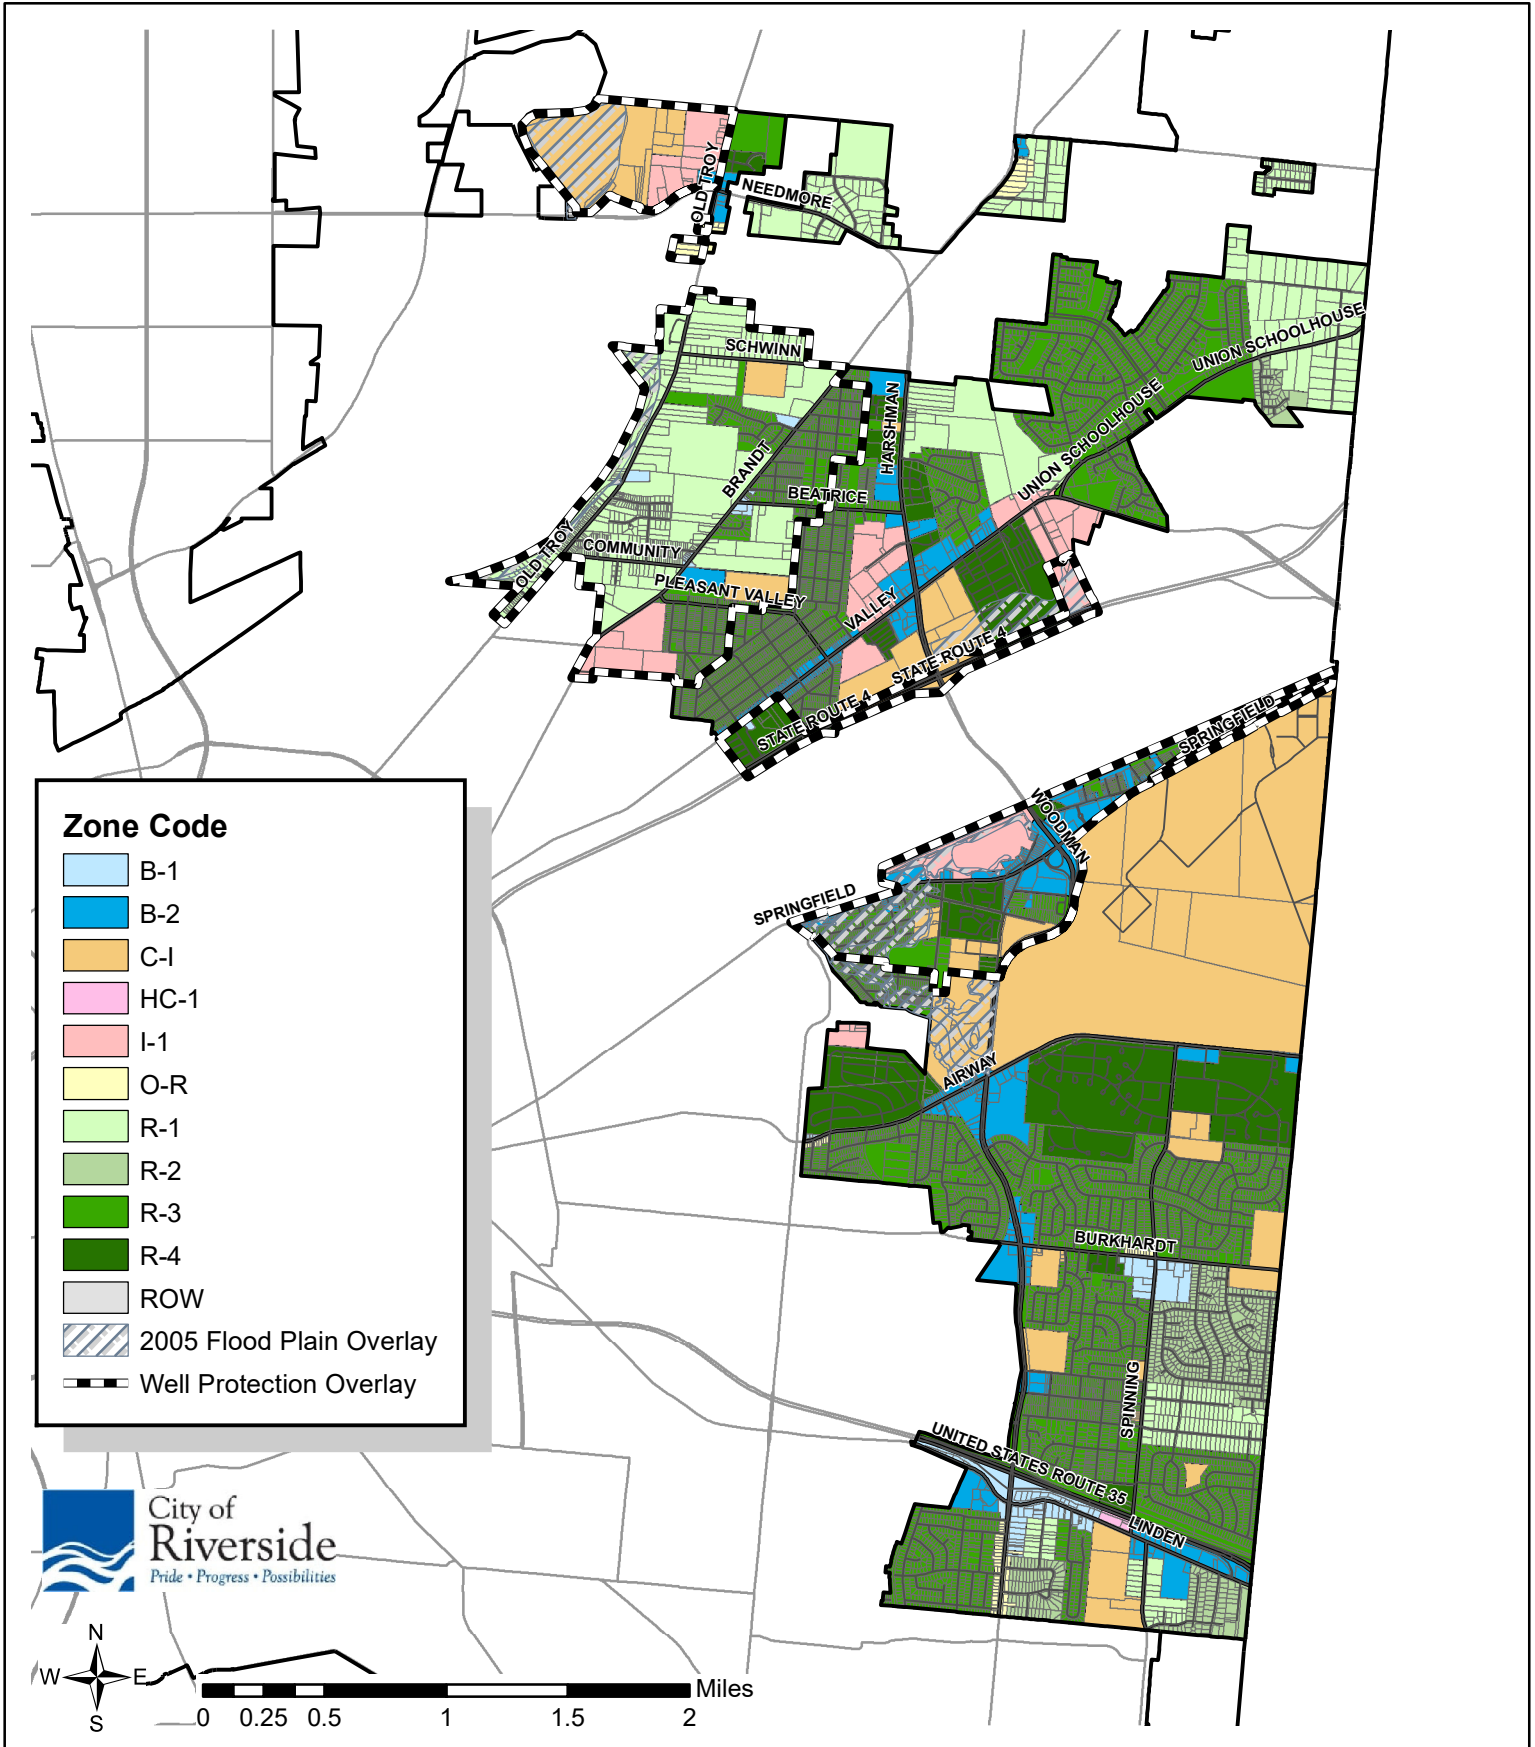 OLD TROY
NEEDMORE
SCHWINN
HARSHMAN
BRANDT
BEATRICE
UNION SCHOOLHOUSE
UNION SCHOOLHOUSE
OLD TROY
COMMUNITY
PLEASANT VALLEY
VALLEY
STATE ROUTE 4
STATE ROUTE 4
SPRINGFIELD
WOODMAN
SPRINGFIELD
AIRWAY
BURKHARDT
SPINNING
UNITED STATES ROUTE 35
LINDEN
Zone Code
B-1
B-2
C-I
HC-1
I-1
O-R
R-1
R-2
R-3
R-4
ROW
2005 Flood Plain Overlay
Well Protection Overlay
City of
Riverside
Pride • Progress • Possibilities
N
W E
S
Miles
0 0.25 0.5 1 1.5 2